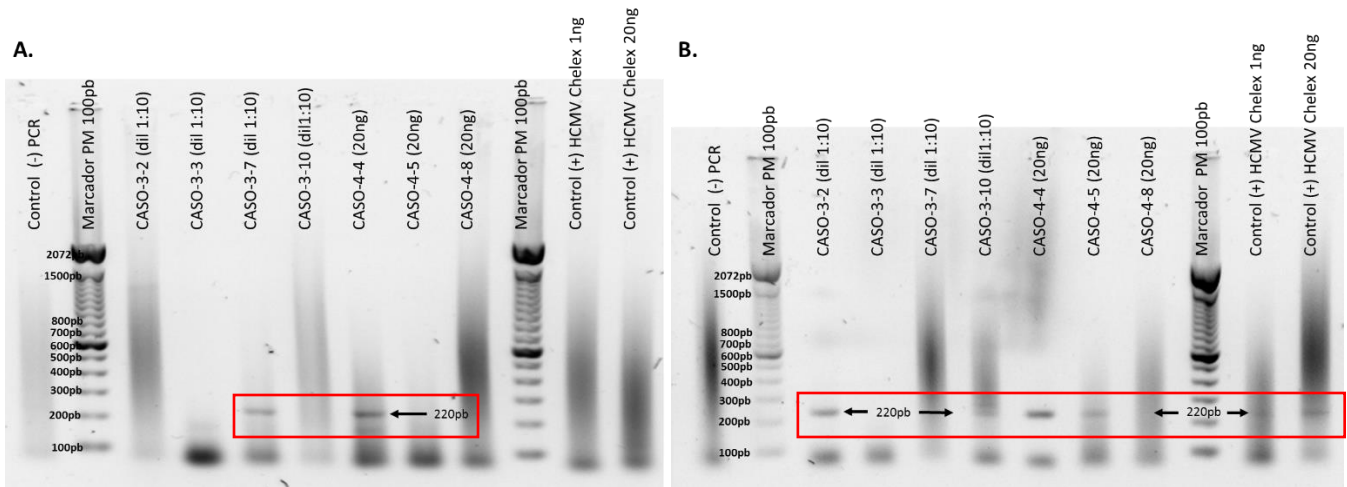 A.
Control (-) PCR
Marcador PM 100pb
CASO-3-2 (dil 1:10)
CASO-3-3 (dil 1:10)
CASO-3-7 (dil 1:10)
CASO-3-10 (dil1:10)
CASO-4-4 (20ng)
CASO-4-5 (20ng)
CASO-4-8 (20ng)
Marcador PM 100pb
Control (+) HCMV Chelex 1ng
Control (+) HCMV Chelex 20ng
2072pb
1500pb
800pb
700pb
600pb
500pb
400pb
300pb
200pb
100pb
220pb
B.
Control (-) PCR
Marcador PM 100pb
CASO-3-2 (dil 1:10)
CASO-3-3 (dil 1:10)
CASO-3-7 (dil 1:10)
CASO-3-10 (dil1:10)
CASO-4-4 (20ng)
CASO-4-5 (20ng)
CASO-4-8 (20ng)
Marcador PM 100pb
Control (+) HCMV Chelex 1ng
Control (+) HCMV Chelex 20ng
2072pb
1500pb
800pb
700pb
600pb
500pb
400pb
300pb
200pb
100pb
220pb
220pb